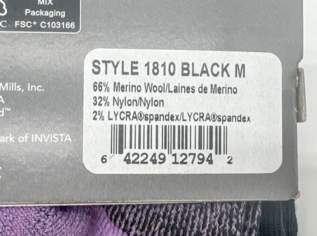 MIX
Packaging
FSC® C103166
Mills, Inc.
ark of INVISTA
STYLE 1810 BLACK M
66% Merino Wool/Laines de Merino
32% Nylon/Nylon
2% LYCRA®spandex/LYCRA®spandex
6 42249 12794 2